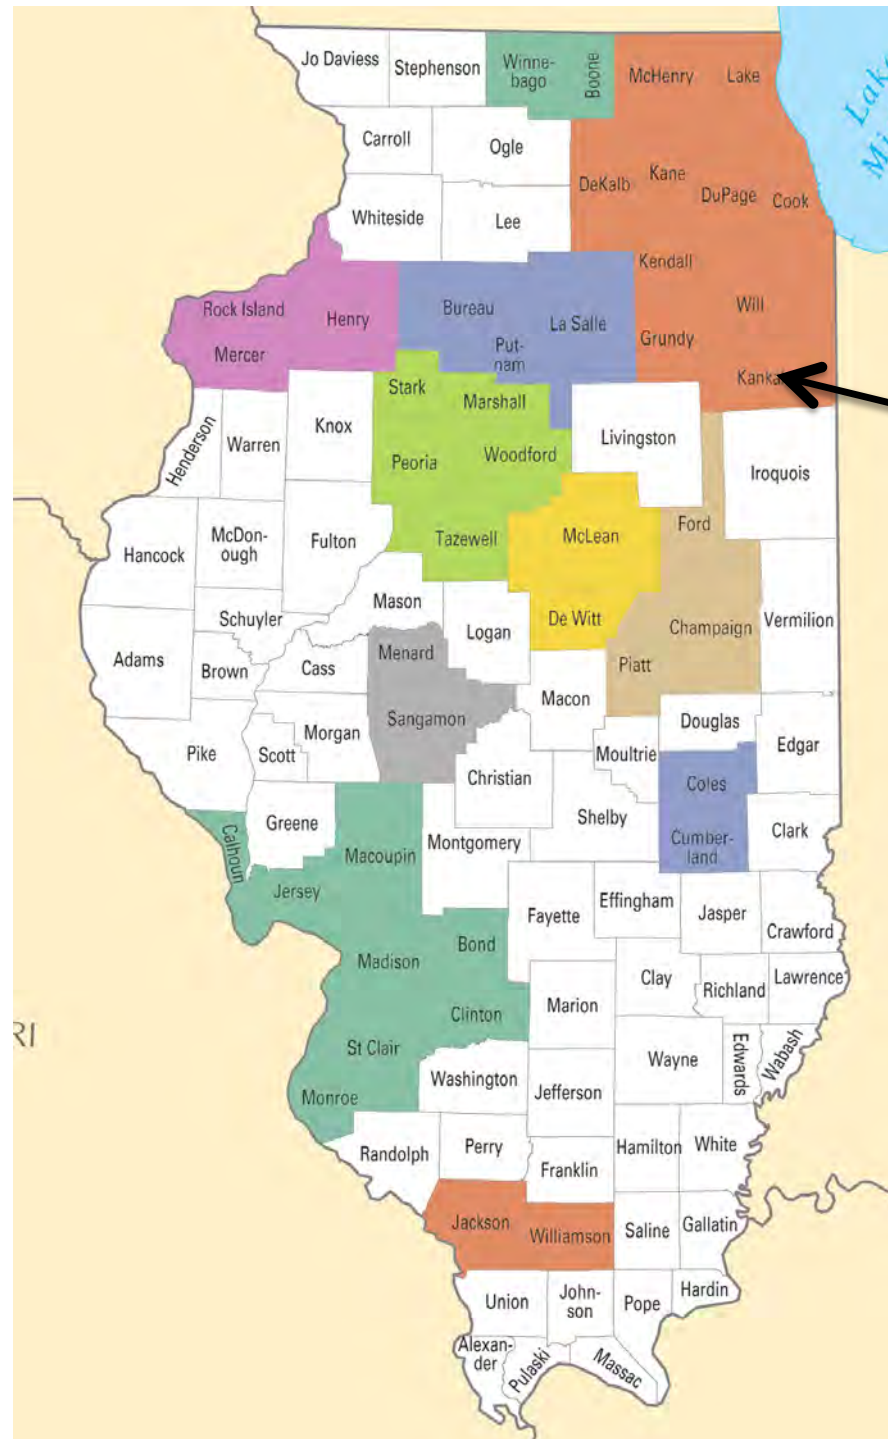 Jo Daviess
Stephenson
Winne-
bago
Boone
McHenry
Lake
Lake
Carroll
Ogle
DeKalb
Kane
DuPage
Cook
Whiteside
Lee
Kendall
Rock Island
Henry
Bureau
La Salle
Will
Mercer
Put-
nam
Grundy
Kanka
Stark
Marshall
Henderson
Warren
Knox
Peoria
Woodford
Livingston
Iroquois
Hancock
McDon-
ough
Fulton
Tazewell
McLean
Ford
Mason
Schuyler
Logan
De Witt
Champaign
Vermilion
Adams
Brown
Cass
Menard
Piatt
Macon
Sangamon
Douglas
Pike
Scott
Morgan
Moultrie
Edgar
Christian
Coles
Calhoun
Greene
Macoupin
Montgomery
Shelby
Cumber-
land
Clark
Jersey
Fayette
Effingham
Jasper
Crawford
Madison
Bond
Clay
Richland
Lawrence
RI
Clinton
Marion
St Clair
Wayne
Edwards
Wabash
Monroe
Washington
Jefferson
Randolph
Perry
Hamilton
White
Franklin
Jackson
Williamson
Saline
Gallatin
Union
John-
son
Pope
Hardin
Alexan-
der
Pulaski
Massac